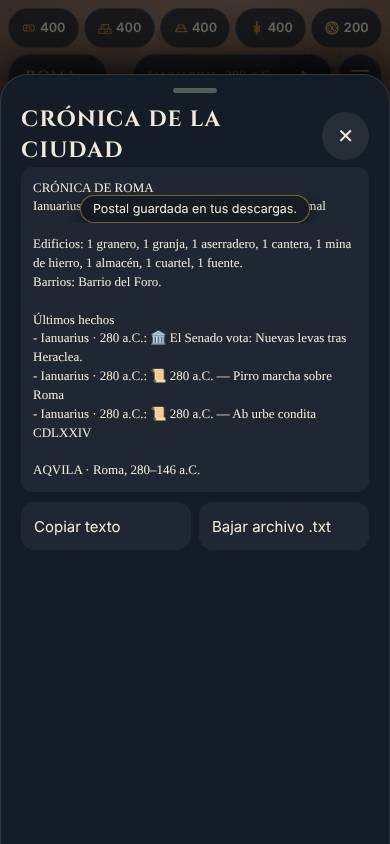 400 400 400 400 200
ROMA
CRÓNICA DE LA
CIUDAD
CRÓNICA DE ROMA
Ianuarius
Postal guardada en tus descargas.
Edificios: 1 granero, 1 granja, 1 aserradero, 1 cantera, 1 mina
de hierro, 1 almacén, 1 cuartel, 1 fuente.
Barrios: Barrio del Foro.
Últimos hechos
- Ianuarius · 280 a.C.: 🏛️ El Senado vota: Nuevas levas tras
Heraclea.
- Ianuarius · 280 a.C.: 📜 280 a.C. — Pirro marcha sobre
Roma
- Ianuarius · 280 a.C.: 📜 280 a.C. — Ab urbe condita
CDLXXIV
AQVILA · Roma, 280–146 a.C.
Copiar texto
Bajar archivo .txt